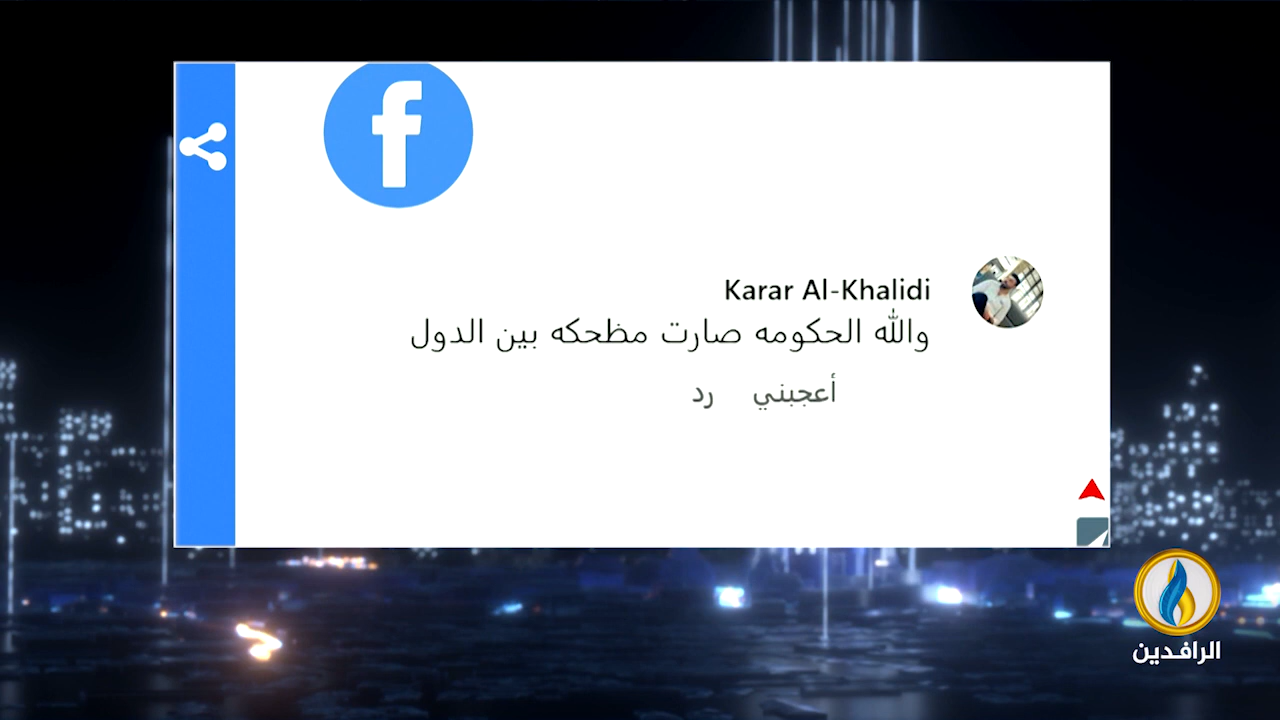 Karar Al-Khalidi
والله الحكومه صارت مظحكه بين الدول
أعجبني رد
الرافدين